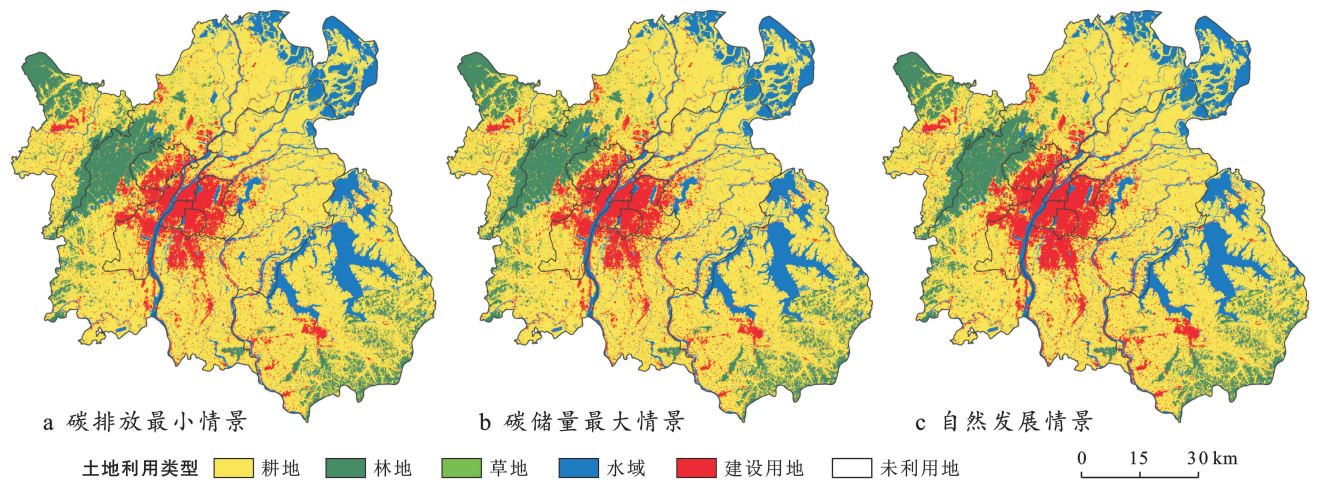 a 碳排放最小情景
b 碳储量最大情景
c 自然发展情景
土地利用类型 耕地 林地 草地 水域 建设用地 未利用地
0 15 30 km